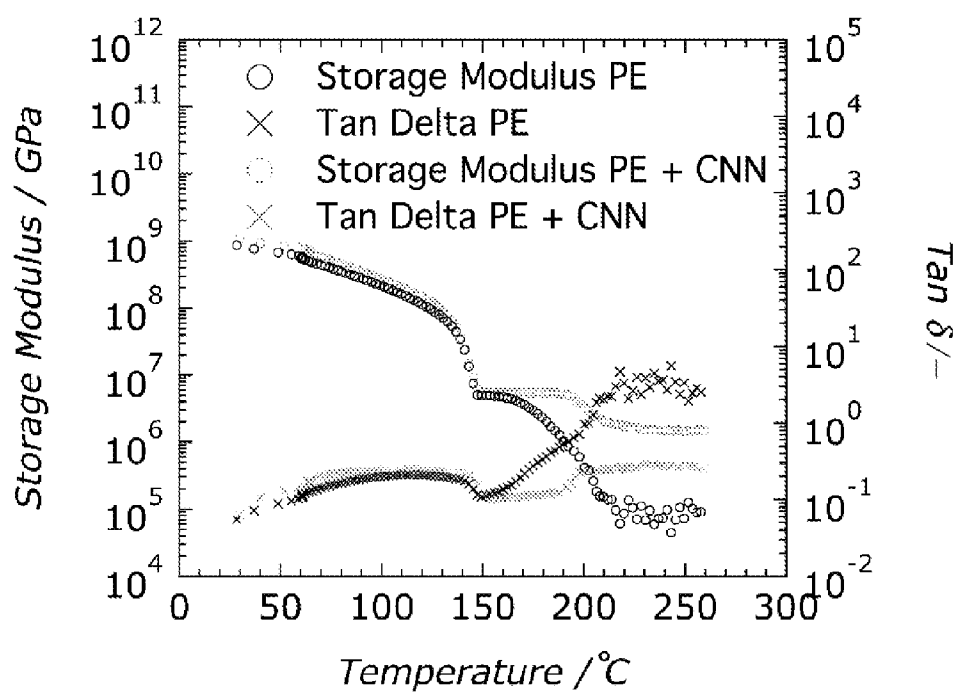 Storage Modulus / GPa
10^12
10^11
10^10
10^9
10^8
10^7
10^6
10^5
10^4
Storage Modulus PE
Tan Delta PE
Storage Modulus PE + CNN
Tan Delta PE + CNN
10^5
10^4
10^3
10^2
10^1
10^0
10^-1
10^-2
Tan δ/−
0 50 100 150 200 250 300
Temperature /°C